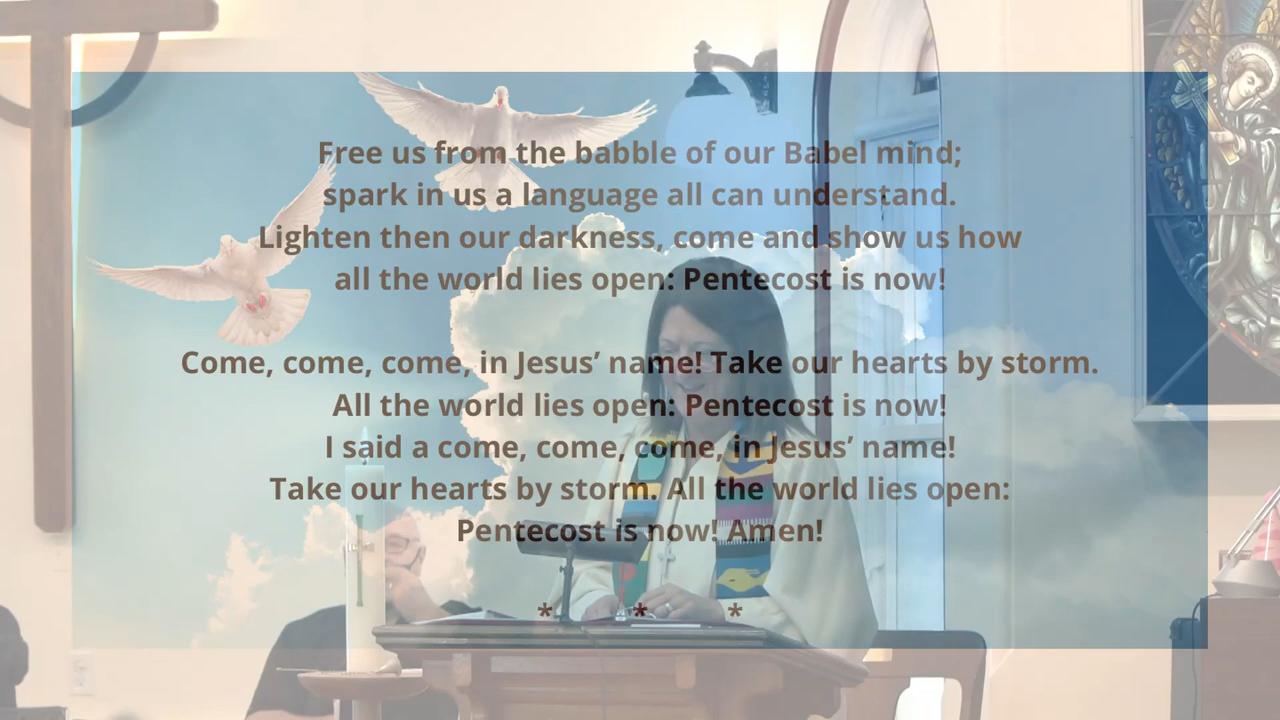 Free us from the babble of our Babel mind;
spark in us a language all can understand.
Lighten then our darkness, come and show us how
all the world lies open: Pentecost is now!
Come, come, come, in Jesus’ name! Take our hearts by storm.
All the world lies open: Pentecost is now!
I said a come, come, come, in Jesus’ name!
Take our hearts by storm. All the world lies open:
Pentecost is now! Amen!
* * *